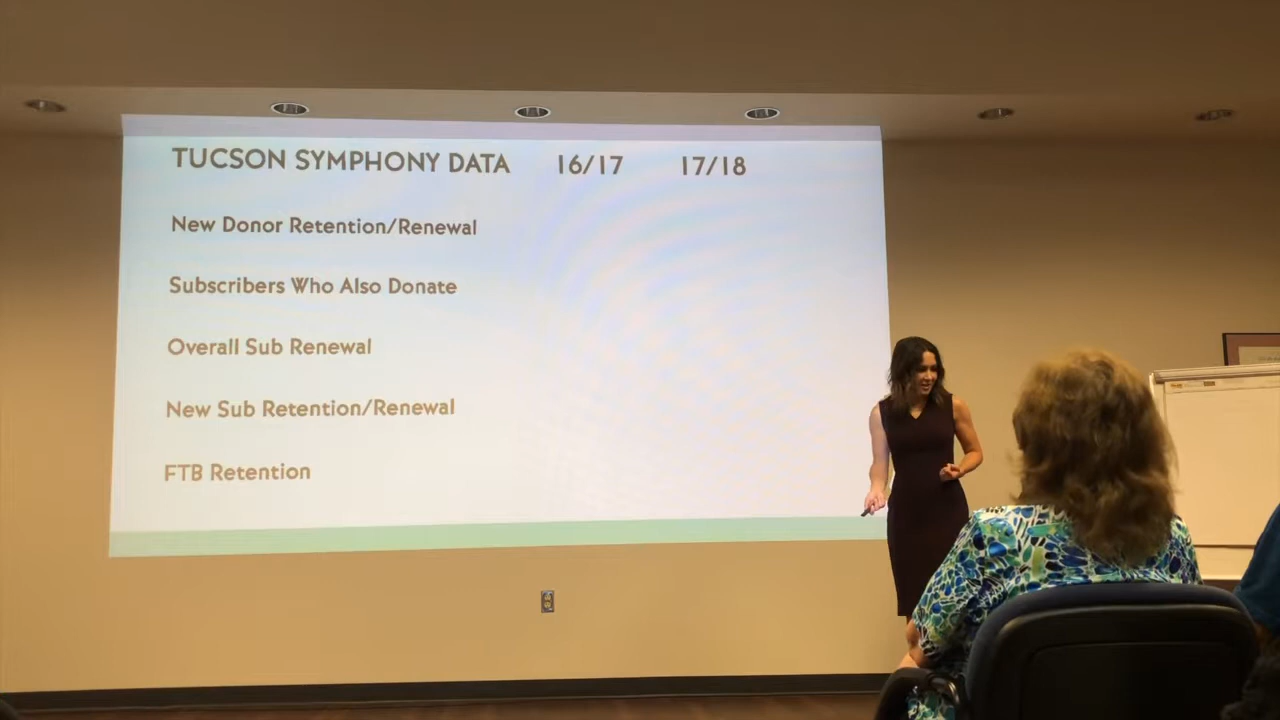 TUCSON SYMPHONY DATA 16/17 17/18
New Donor Retention/Renewal
Subscribers Who Also Donate
Overall Sub Renewal
New Sub Retention/Renewal
FTB Retention